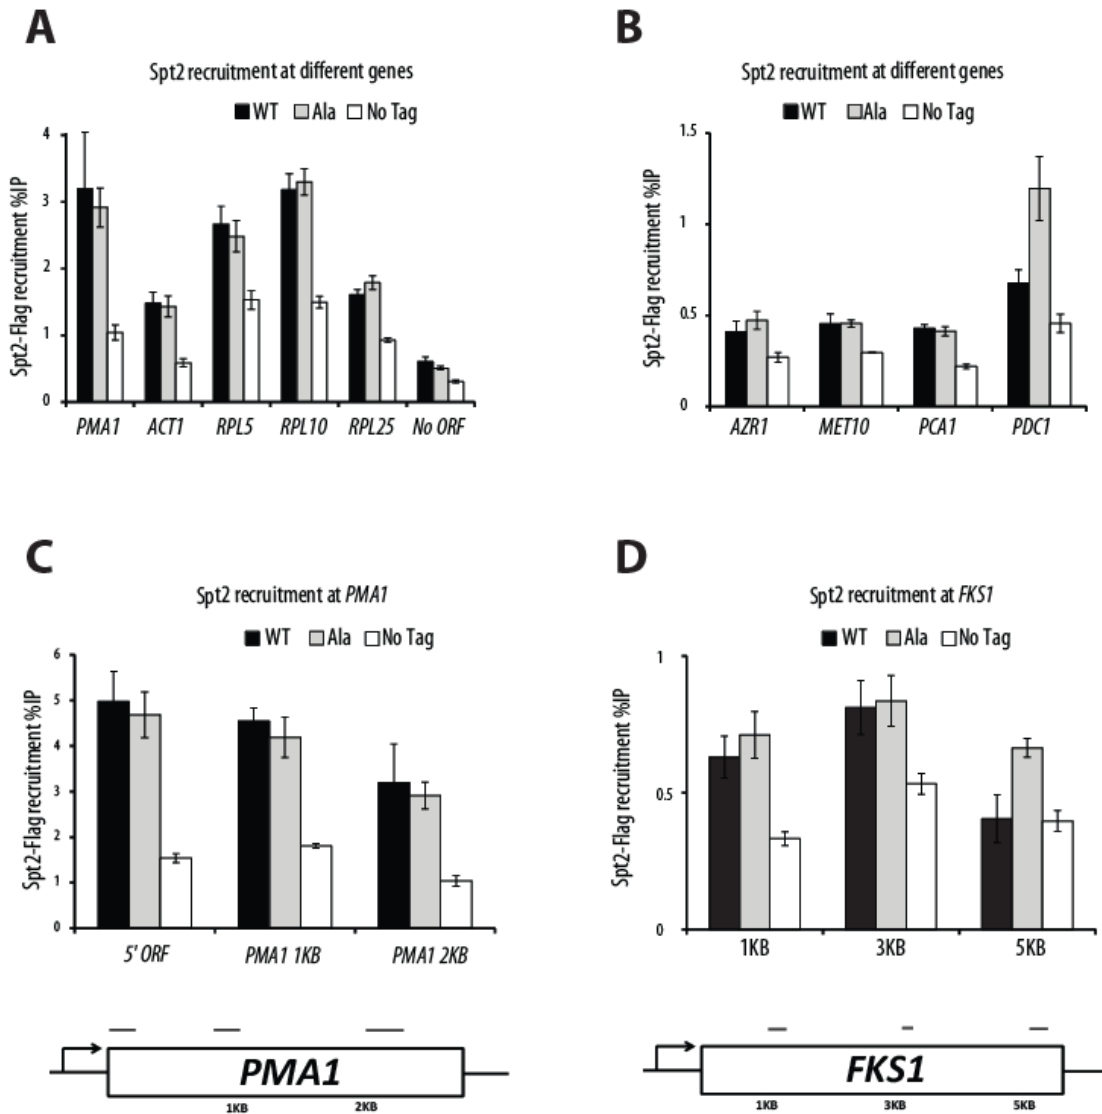 A
Spt2 recruitment at different genes
WT Ala No Tag
Spt2-Flag recruitment %IP
4
3
2
1
0
PMA1 ACT1 RPL5 RPL10 RPL25 No ORF
B
Spt2 recruitment at different genes
WT Ala No Tag
Spt2-Flag recruitment %IP
1.5
1
0.5
0
AZR1 MET10 PCA1 PDC1
C
Spt2 recruitment at PMA1
WT Ala No Tag
Spt2-Flag recruitment %IP
6
5
4
3
2
1
0
5' ORF PMA1 1KB PMA1 2KB
PMA1
1KB 2KB
D
Spt2 recruitment at FKS1
WT Ala No Tag
Spt2-Flag recruitment %IP
1
0.5
0
1KB 3KB 5KB
FKS1
1KB 3KB 5KB